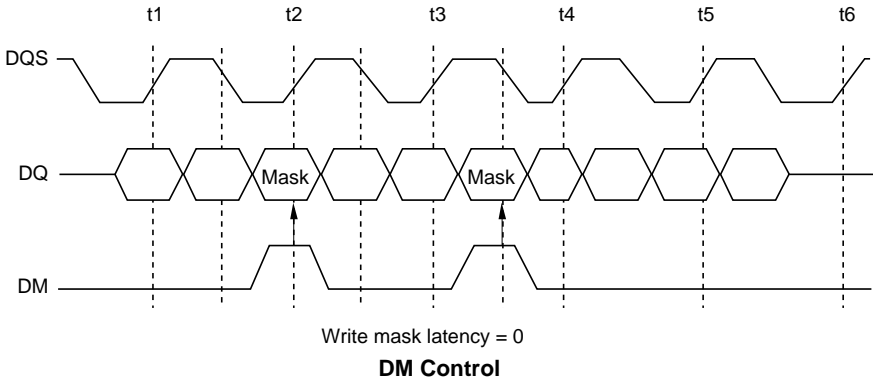 t1 t2 t3 t4 t5 t6
DQS
DQ Mask Mask
DM
Write mask latency = 0
DM Control